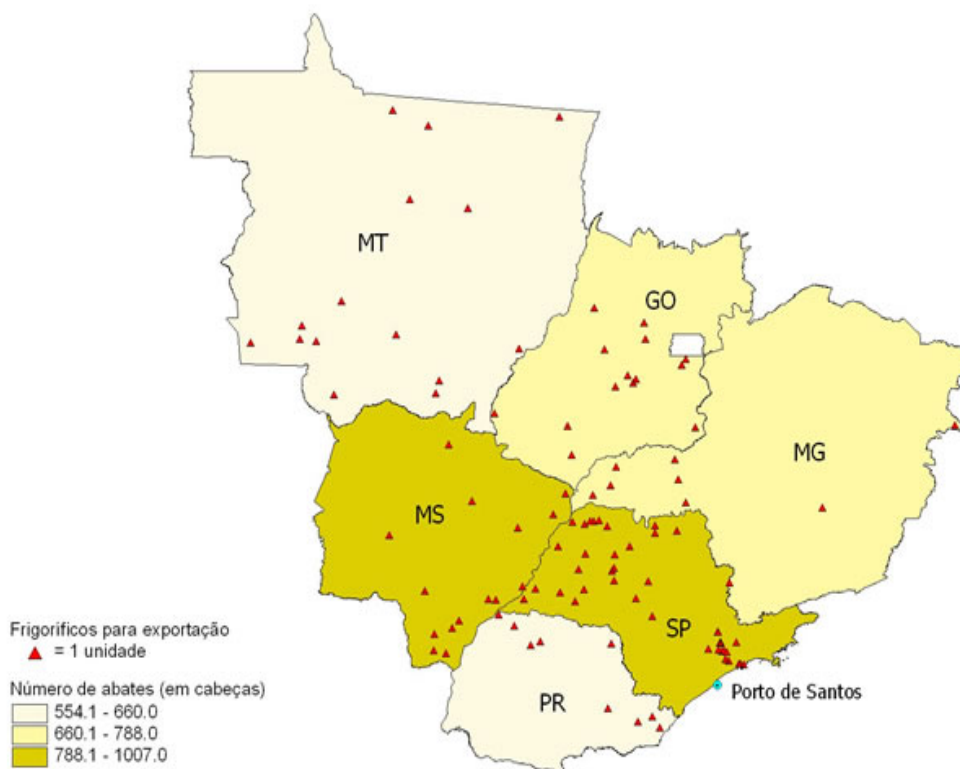 MT
GO
MG
MS
SP
PR
Porto de Santos
Frigoríficos para exportação
= 1 unidade
Número de abates (em cabeças)
554.1 - 660.0
660.1 - 788.0
788.1 - 1007.0